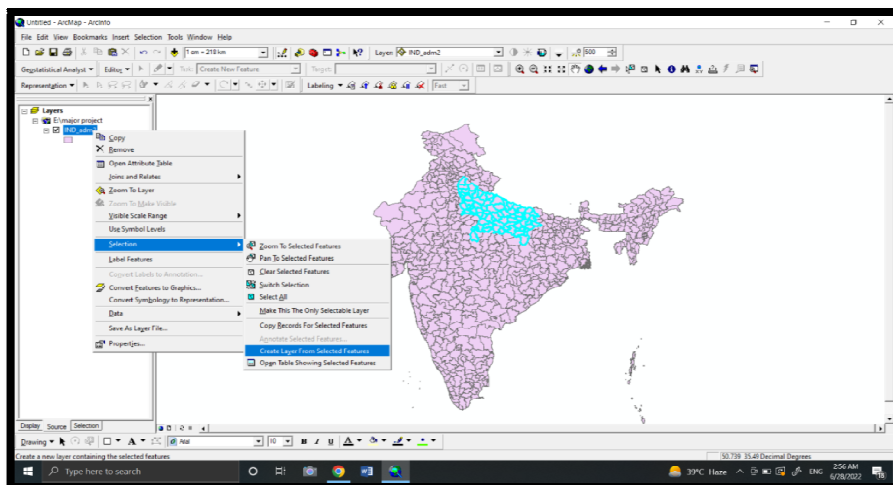 Untitled - ArcMap - ArcInfo
File Edit View Bookmarks Insert Selection Tools Window Help
1 cm = 218 km
Layer: IND_adm2
500
Geostatistical Analyst
Editor
Task: Create New Feature
Target:
Representation
Labeling
Fast
Layers
E:\major project
IND_adm2
Copy
Remove
Open Attribute Table
Joins and Relates
Zoom To Layer
Zoom To Make Visible
Visible Scale Range
Use Symbol Levels
Selection
Label Features
Convert Labels to Annotation...
Convert Features to Graphics...
Convert Symbology to Representation...
Data
Save As Layer File...
Properties...
Zoom To Selected Features
Pan To Selected Features
Clear Selected Features
Switch Selection
Select All
Make This The Only Selectable Layer
Copy Records For Selected Features
Annotate Selected Features...
Create Layer From Selected Features
Open Table Showing Selected Features
Display Source Selection
Drawing
A
Arial
10
B I U A
Create a new layer containing the selected features
50.739 35.49 Decimal Degrees
Type here to search
39°C Haze
ENG
2:56 AM
6/28/2022